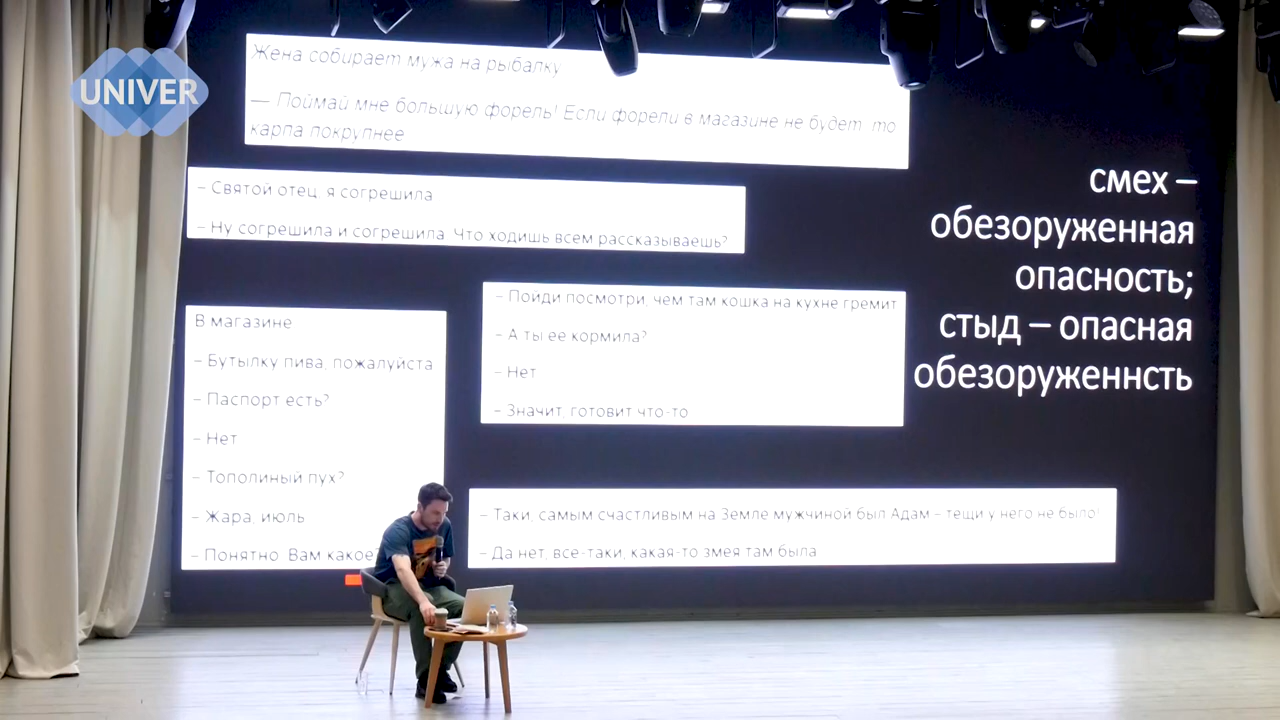 UNIVER
Жена собирает мужа на рыбалку
— Поймай мне большую форель! Если форели в магазине не будет, то
карпа покрупнее
– Святой отец, я согрешила
– Ну согрешила и согрешила. Что ходишь всем рассказываешь?
смех –
обезоруженная
опасность;
стыд – опасная
обезоруженнсть
– Пойди посмотри, чем там кошка на кухне гремит
– А ты ее кормила?
– Нет
– Значит, готовит что-то
В магазине
– Бутылку пива, пожалуйста
– Паспорт есть?
– Нет
– Тополиный пух?
– Жара, июль
– Понятно. Вам какое?
– Таки, самым счастливым на Земле мужчиной был Адам – тещи у него не было!
– Да нет, все-таки, какая-то змея там была